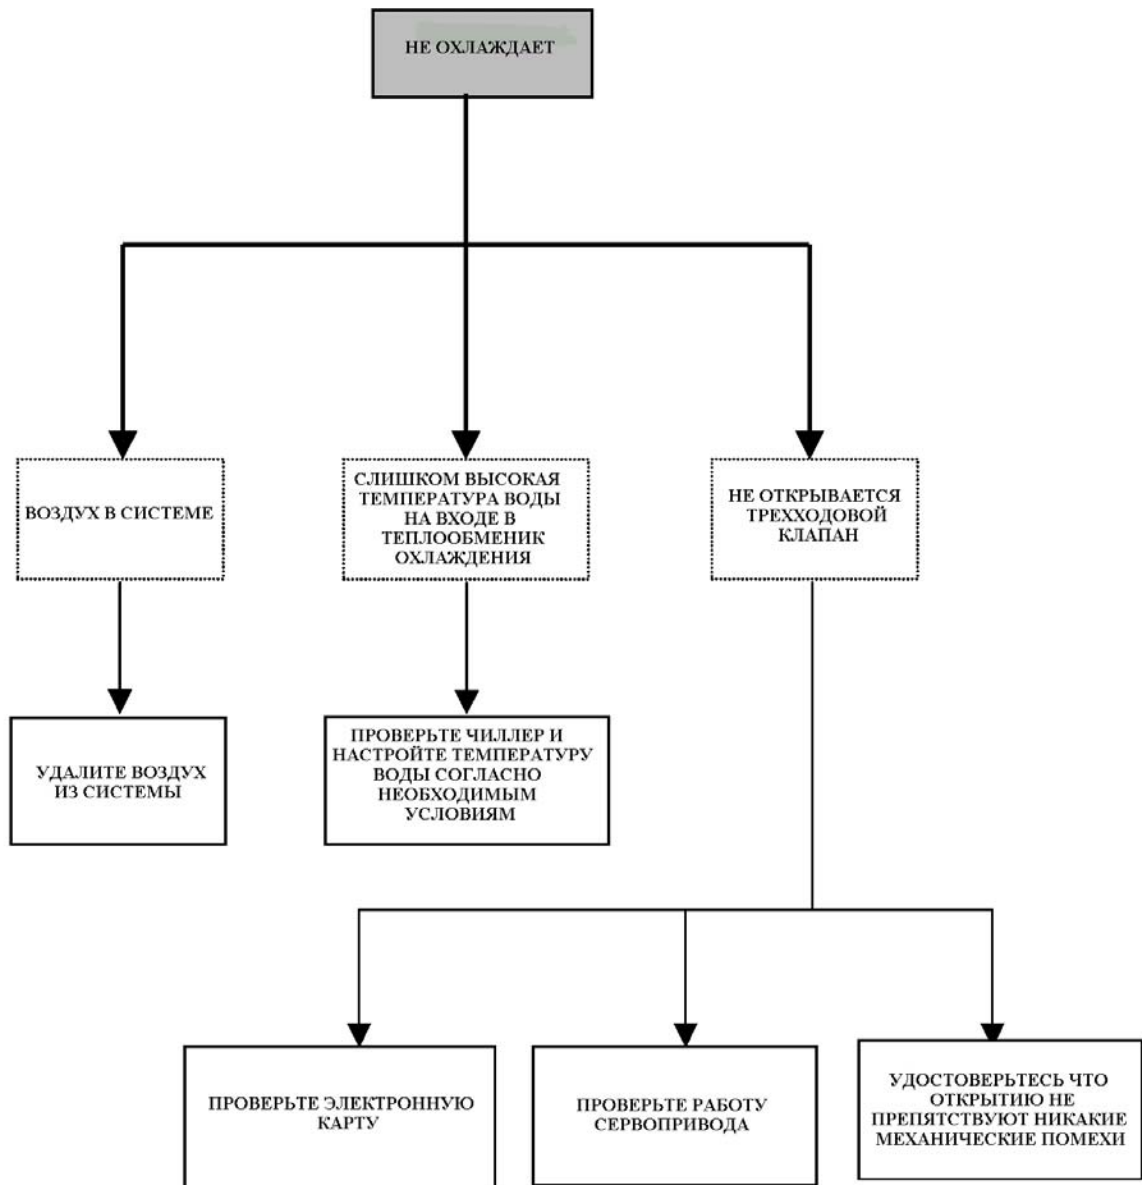 НЕ ОХЛАЖДАЕТ
ВОЗДУХ В СИСТЕМЕ
СЛИШКОМ ВЫСОКАЯ
ТЕМПЕРАТУРА ВОДЫ
НА ВХОДЕ В
ТЕПЛООБМЕНИК
ОХЛАЖДЕНИЯ
НЕ ОТКРЫВАЕТСЯ
ТРЕХХОДОВОЙ
КЛАПАН
УДАЛИТЕ ВОЗДУХ
ИЗ СИСТЕМЫ
ПРОВЕРЬТЕ ЧИЛЛЕР И
НАСТРОЙТЕ ТЕМПЕРАТУРУ
ВОДЫ СОГЛАСНО
НЕОБХОДИМЫМ
УСЛОВИЯМ
ПРОВЕРЬТЕ ЭЛЕКТРОННУЮ
КАРТУ
ПРОВЕРЬТЕ РАБОТУ
СЕРВОПРИВОДА
УДОСТОВЕРЬТЕСЬ ЧТО
ОТКРЫТИЮ НЕ
ПРЕПЯТСТВУЮТ НИКАКИЕ
МЕХАНИЧЕСКИЕ ПОМЕХИ